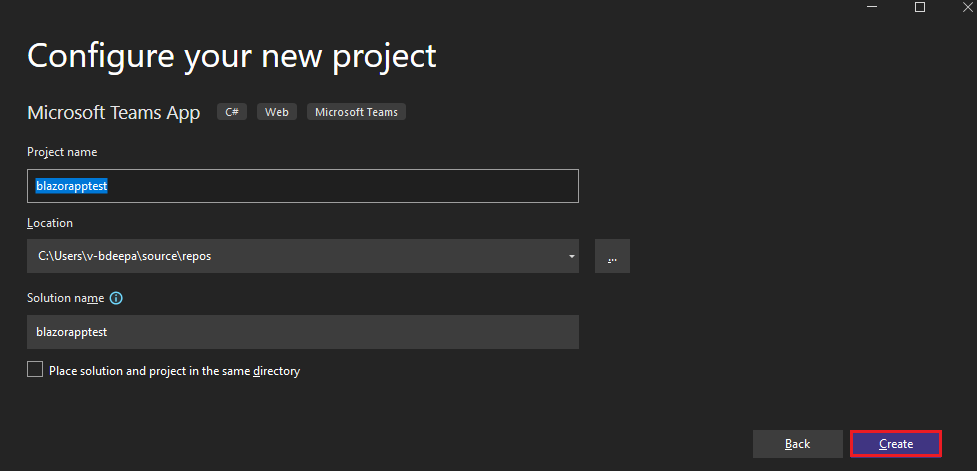 Configure your new project
Microsoft Teams App C# Web Microsoft Teams
Project name
blazorapptest
Location
C:\Users\v-bdeepa\source\repos
...
Solution name
blazorapptest
Place solution and project in the same directory
Back Create